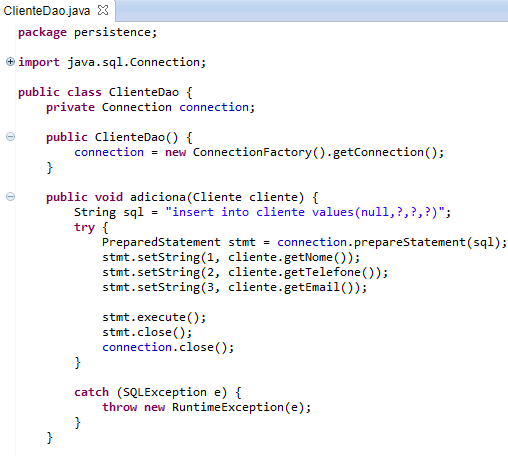 ClienteDao.java
package persistence;
import java.sql.Connection;
public class ClienteDao {
private Connection connection;
public ClienteDao() {
connection = new ConnectionFactory().getConnection();
}
public void adiciona(Cliente cliente) {
String sql = "insert into cliente values(null,?,?,?)";
try {
PreparedStatement stmt = connection.prepareStatement(sql);
stmt.setString(1, cliente.getNome());
stmt.setString(2, cliente.getTelefone());
stmt.setString(3, cliente.getEmail());
stmt.execute();
stmt.close();
connection.close();
}
catch (SQLException e) {
throw new RuntimeException(e);
}
}